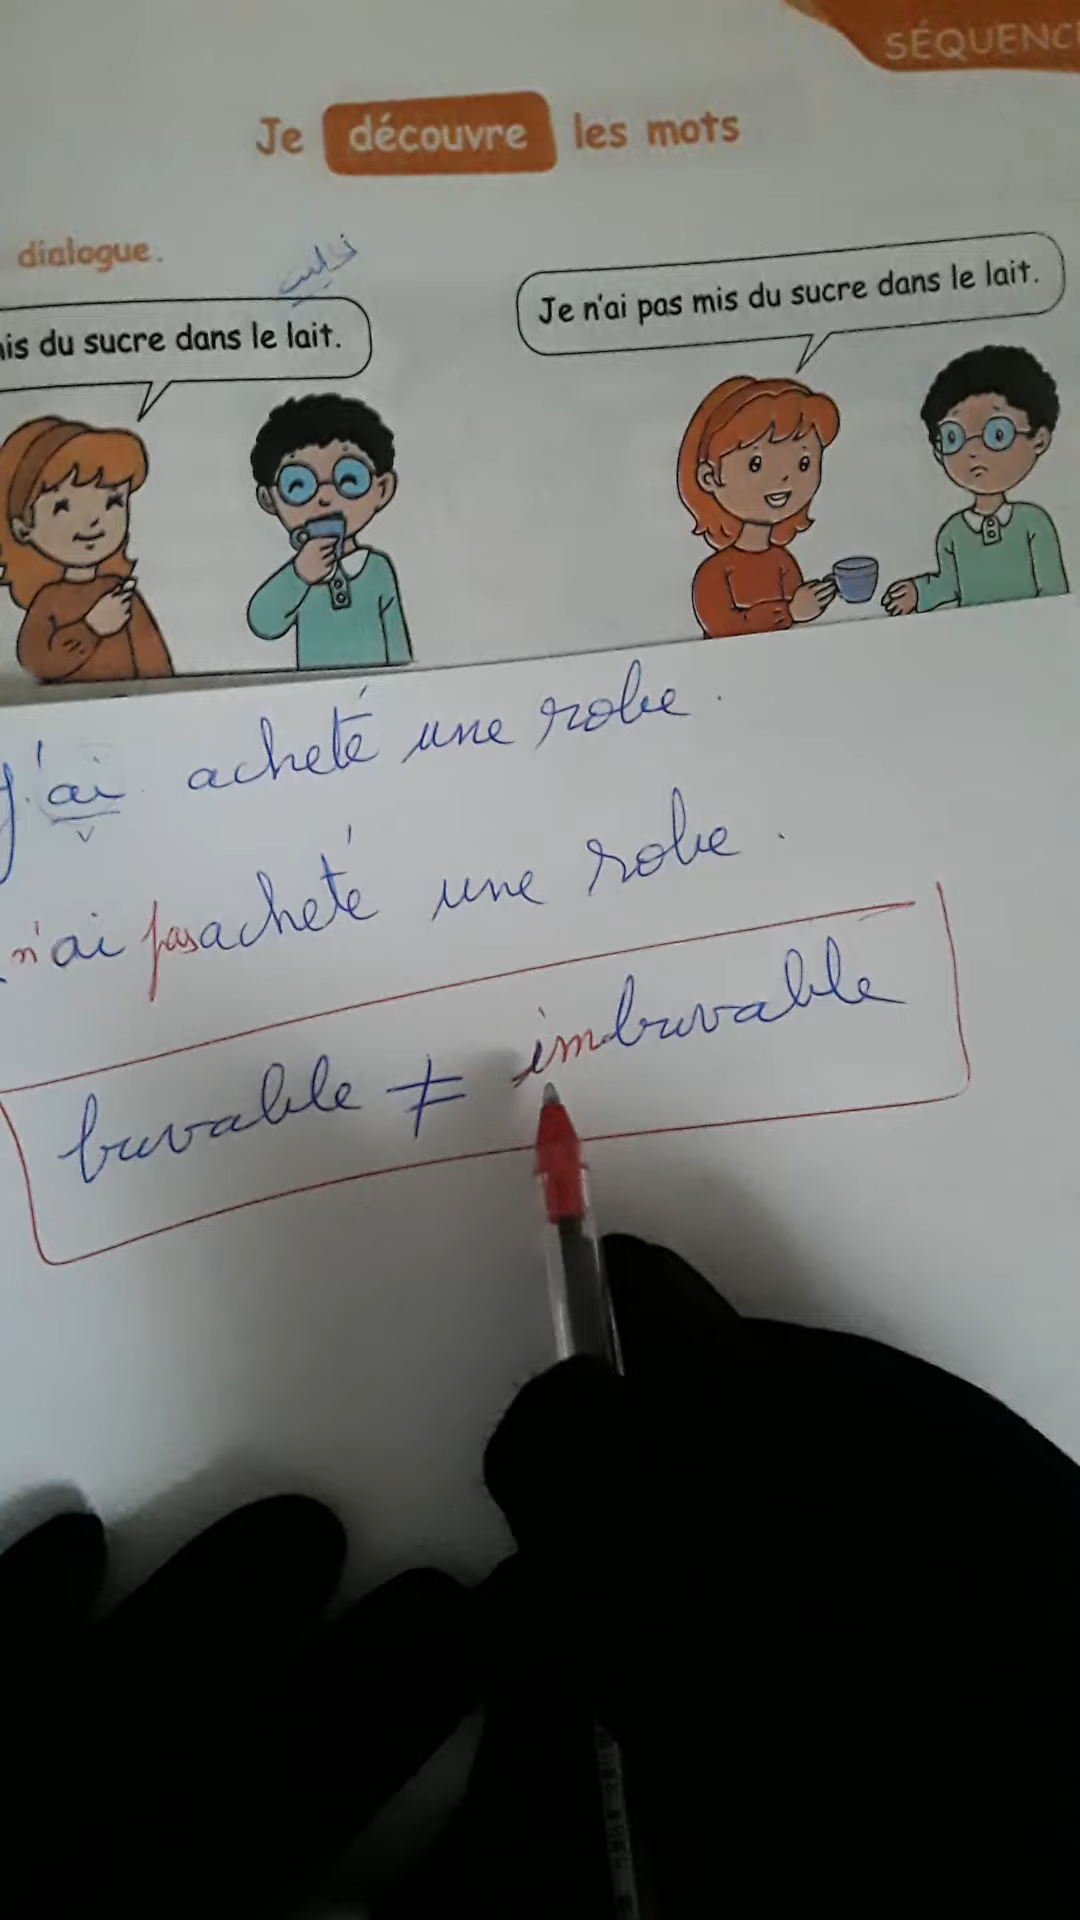 SÉQUENC
Je découvre les mots
dialogue.
is du sucre dans le lait.
Je n'ai pas mis du sucre dans le lait.
J'ai acheté une robe.
n'ai pas acheté une robe.
buvable ≠ imbuvable